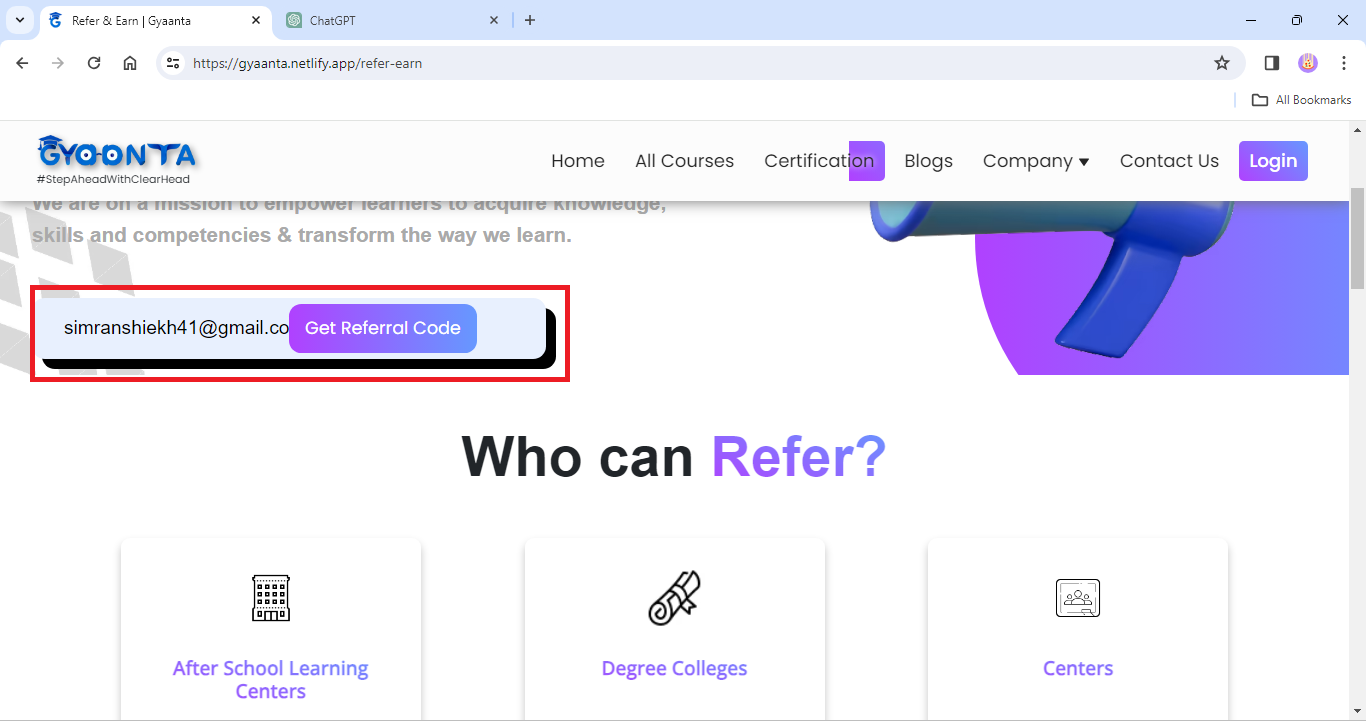 Refer & Earn | Gyaanta
ChatGPT
https://gyaanta.netlify.app/refer-earn
All Bookmarks
GYAANTA
#StepAheadWithClearHead
Home All Courses Certification Blogs Company Contact Us Login
We are on a mission to empower learners to acquire knowledge,
skills and competencies & transform the way we learn.
simranshiekh41@gmail.co Get Referral Code
Who can Refer?
After School Learning
Centers
Degree Colleges
Centers